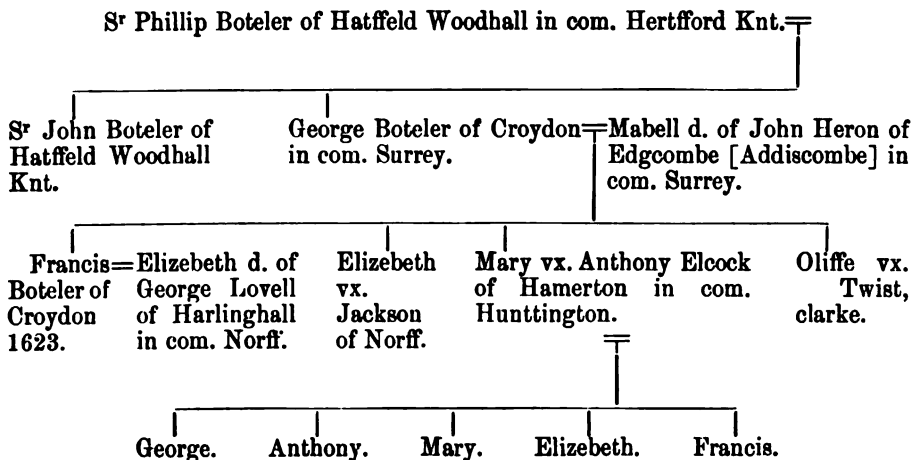 Sr Phillip Boteler of Hatffeld Woodhall in com. Hertfford Knt.
Sr John Boteler of
Hatffeld Woodhall
Knt.
George Boteler of Croydon
in com. Surrey.
Mabell d. of John Heron of
Edgcombe [Addiscombe] in
com. Surrey.
Francis
Boteler of
Croydon
1623.
Elizebeth d. of
George Lovell
of Harlinghall
in com. Norff.
Elizebeth
vx.
Jackson
of Norff.
Mary vx. Anthony Elcock
of Hamerton in com.
Hunttington.
Oliffe vx.
Twist,
clarke.
George. Anthony. Mary. Elizebeth. Francis.